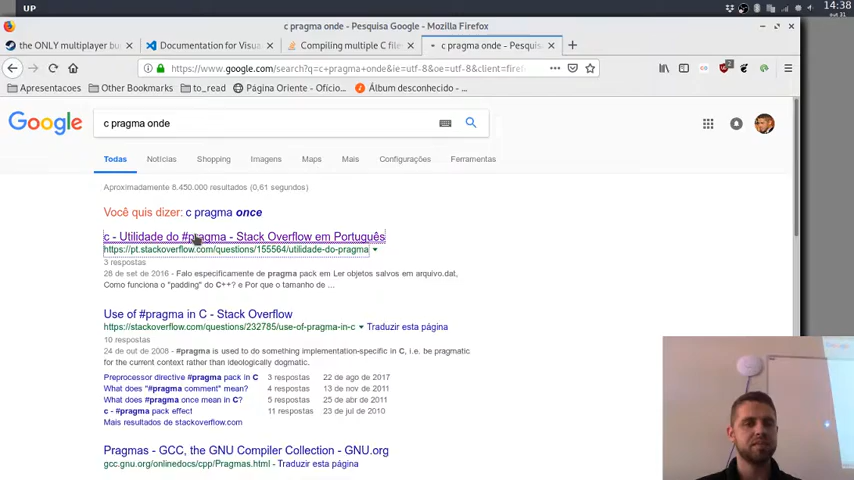 UP
14:38
out 31
c pragma onde - Pesquisa Google - Mozilla Firefox
the ONLY multiplayer bu
Documentation for Visua
Compiling multiple C file
c pragma onde - Pesquis
https://www.google.com/search?q=c+pragma+onde&ie=utf-8&oe=utf-8&client=firef
Apresentacoes
Other Bookmarks
to_read
Página Oriente - Ofício...
Álbum desconhecido - ...
Google
c pragma onde
Todas Notícias Shopping Imagens Maps Mais Configurações Ferramentas
Aproximadamente 8.450.000 resultados (0,61 segundos)
Você quis dizer: c pragma once
c - Utilidade do #pragma - Stack Overflow em Português
https://pt.stackoverflow.com/questions/155564/utilidade-do-pragma
3 respostas
28 de set de 2016 - Falo especificamente de pragma pack em Ler objetos salvos em arquivo.dat,
Como funciona o "padding" do C++? e Por que o tamanho de ...
Use of #pragma in C - Stack Overflow
https://stackoverflow.com/questions/232785/use-of-pragma-in-c Traduzir esta página
10 respostas
24 de out de 2008 - #pragma is used to do something implementation-specific in C, i.e. be pragmatic
for the current context rather than ideologically dogmatic.
Preprocessor directive #pragma pack in C 3 respostas 22 de ago de 2017
What does "#pragma comment" mean? 4 respostas 13 de nov de 2011
What does #pragma once mean in C? 5 respostas 25 de abr de 2011
c - #pragma pack effect 11 respostas 23 de jul de 2010
Mais resultados de stackoverflow.com
Pragmas - GCC, the GNU Compiler Collection - GNU.org
gcc.gnu.org/onlinedocs/cpp/Pragmas.html - Traduzir esta página